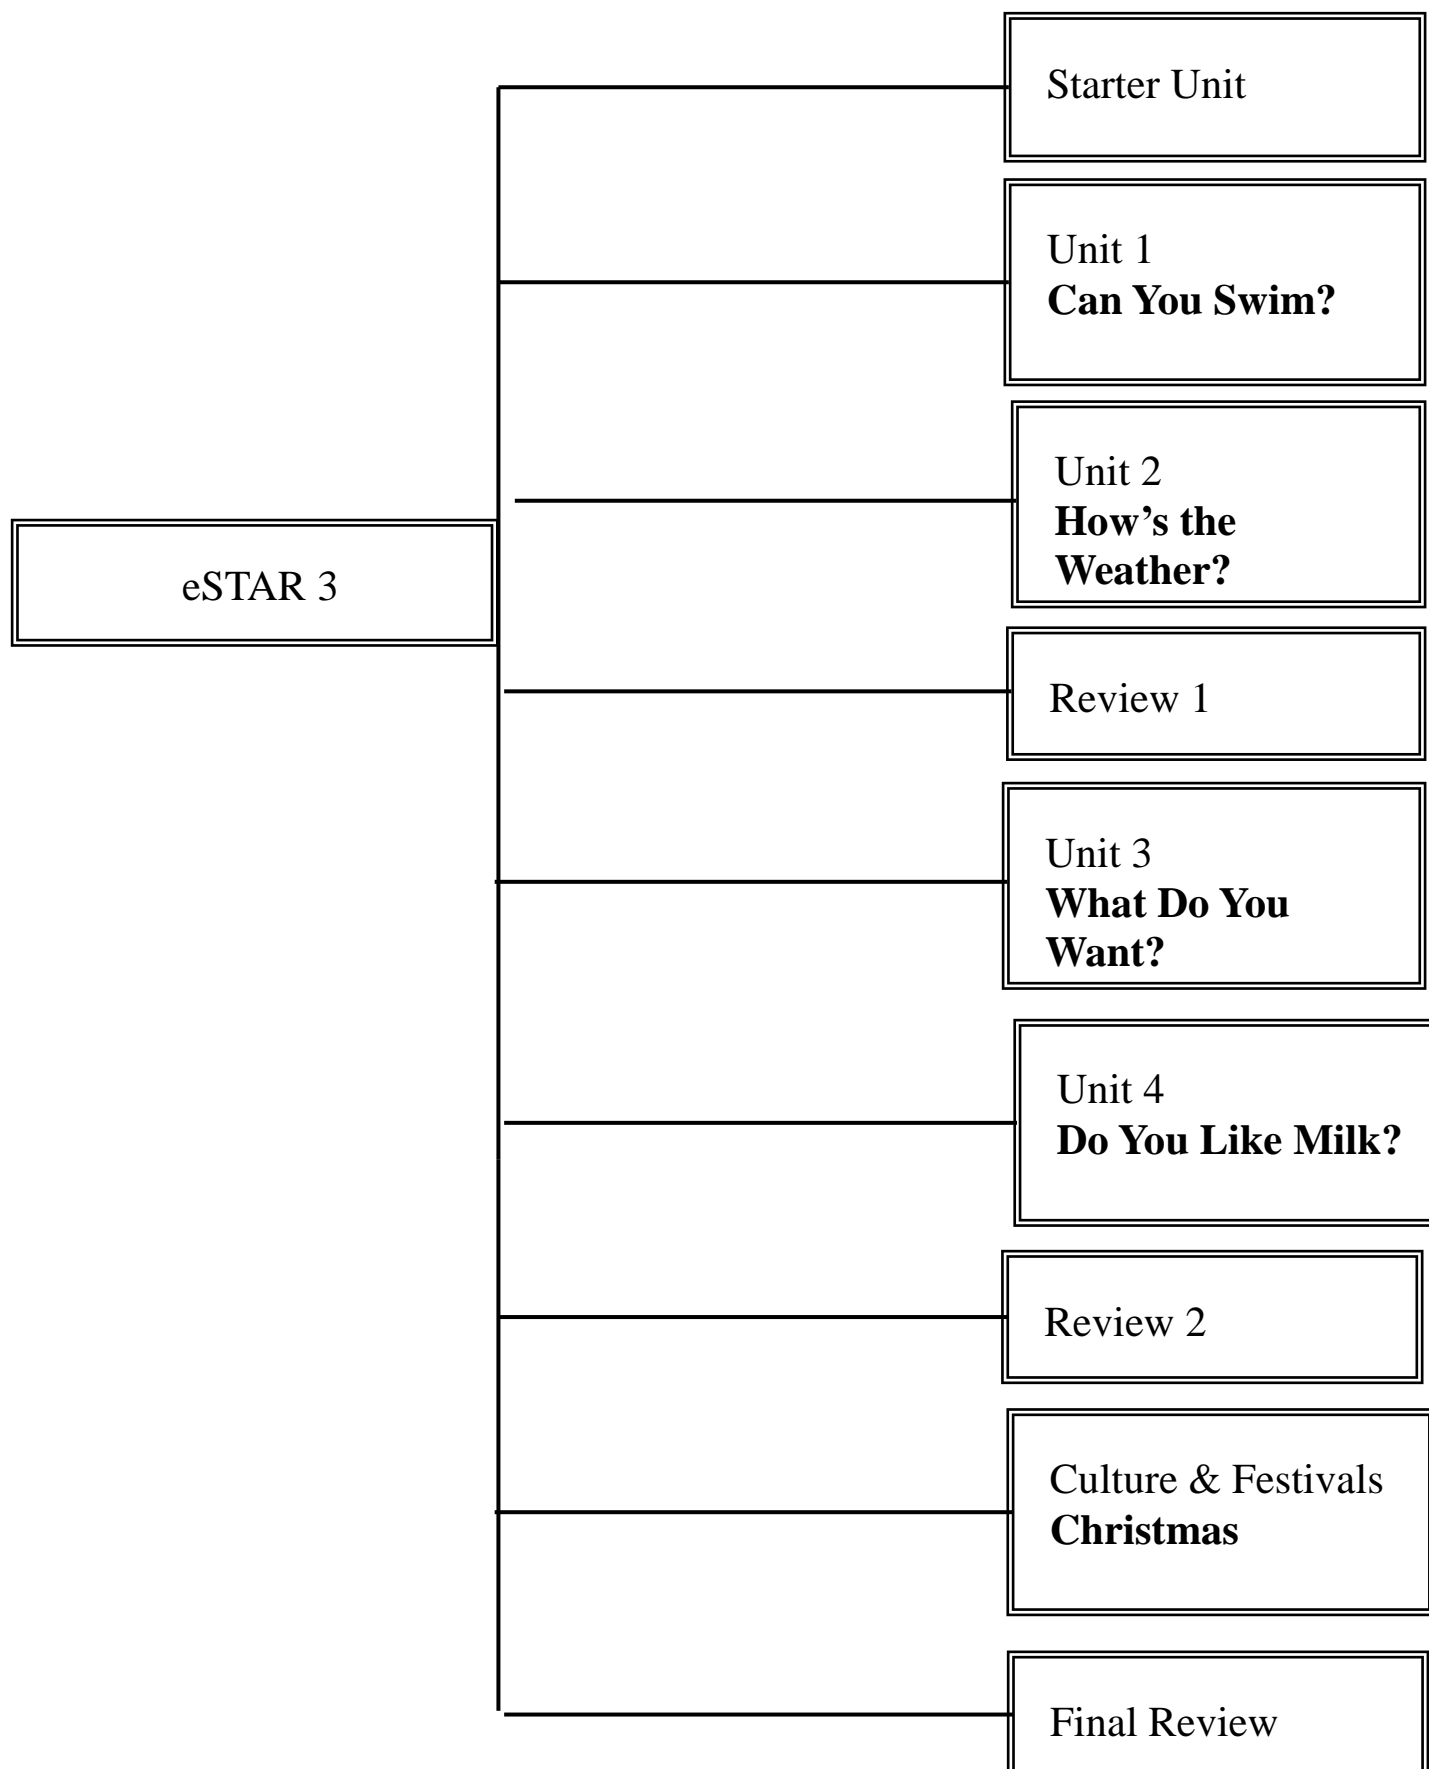 Starter Unit
Unit 1
Can You Swim?
Unit 2
How’s the
Weather?
eSTAR 3
Review 1
Unit 3
What Do You
Want?
Unit 4
Do You Like Milk?
Review 2
Culture & Festivals
Christmas
Final Review